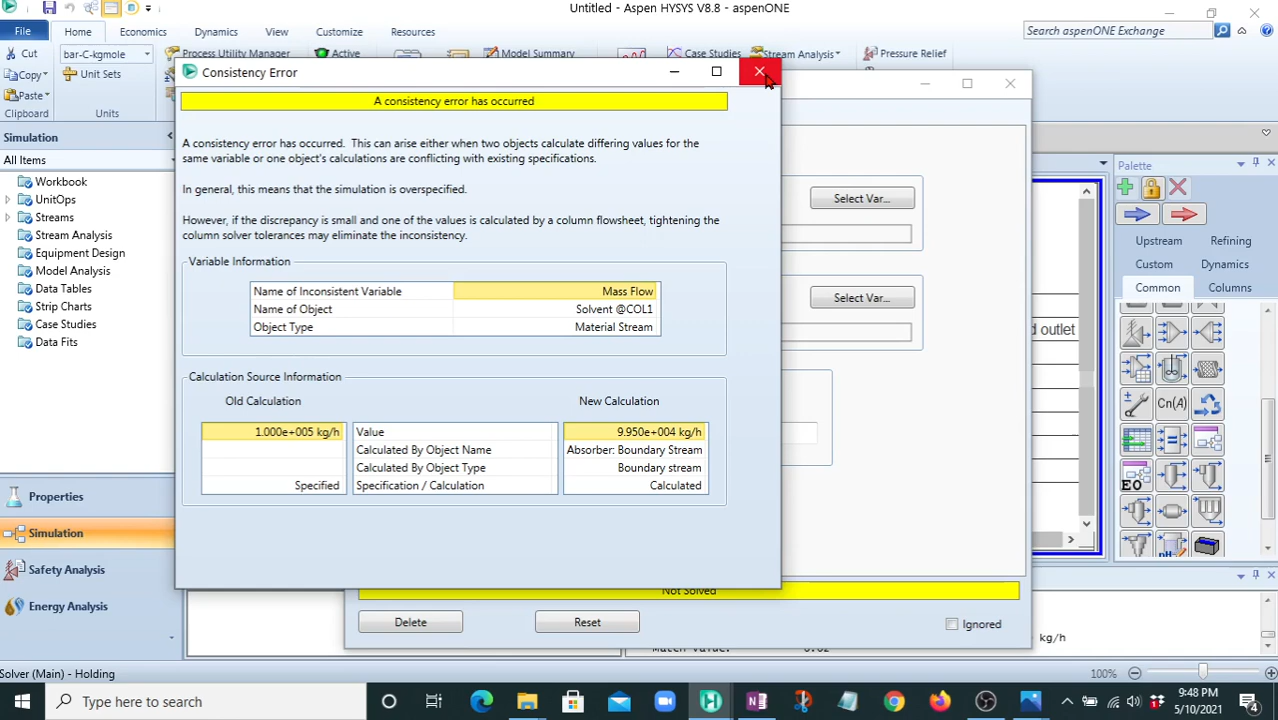 Untitled - Aspen HYSYS V8.8 - aspenONE
File
Home
Economics
Dynamics
View
Customize
Resources
Search aspenONE Exchange
Cut
Copy
Paste
Clipboard
bar-C-kgmole
Unit Sets
Units
Process Utility Manager
Active
Model Summary
Case Studies
Stream Analysis
Pressure Relief
Simulation
All Items
Workbook
UnitOps
Streams
Stream Analysis
Equipment Design
Model Analysis
Data Tables
Strip Charts
Case Studies
Data Fits
Properties
Simulation
Safety Analysis
Energy Analysis
Solver (Main) - Holding
Consistency Error
A consistency error has occurred
A consistency error has occurred. This can arise either when two objects calculate differing values for the
same variable or one object's calculations are conflicting with existing specifications.
In general, this means that the simulation is overspecified.
However, if the discrepancy is small and one of the values is calculated by a column flowsheet, tightening the
column solver tolerances may eliminate the inconsistency.
Variable Information
Name of Inconsistent Variable Mass Flow
Name of Object Solvent @COL1
Object Type Material Stream
Calculation Source Information
Old Calculation New Calculation
1.000e+005 kg/h Value 9.950e+004 kg/h
Calculated By Object Name Absorber: Boundary Stream
Calculated By Object Type Boundary stream
Specified Specification / Calculation Calculated
Select Var...
Select Var...
Not Solved
Delete
Reset
Ignored
d outlet
kg/h
Palette
Upstream
Refining
Custom
Dynamics
Common
Columns
Cn(A)
EO
100%
Type here to search
9:48 PM
5/10/2021
4